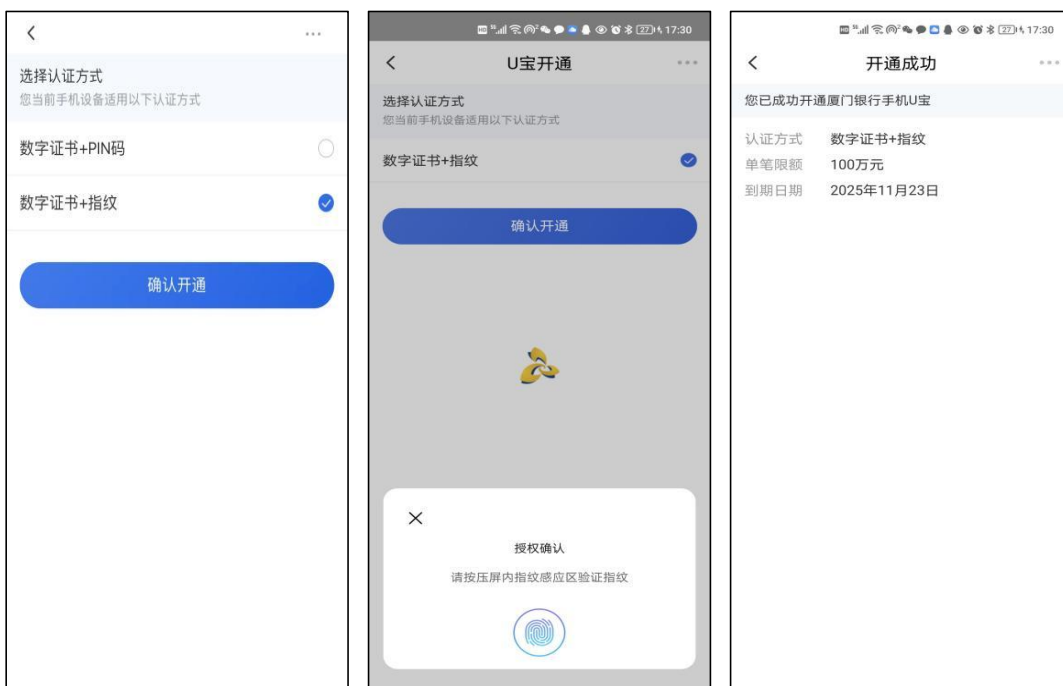 选择认证方式
您当前手机设备适用以下认证方式
数字证书+PIN码
数字证书+指纹
确认开通
HD 5G 27 17:30
U宝开通
选择认证方式
您当前手机设备适用以下认证方式
数字证书+指纹
确认开通
授权确认
请按压屏内指纹感应区验证指纹
HD 5G 27 17:30
开通成功
您已成功开通厦门银行手机U宝
认证方式 数字证书+指纹
单笔限额 100万元
到期日期 2025年11月23日